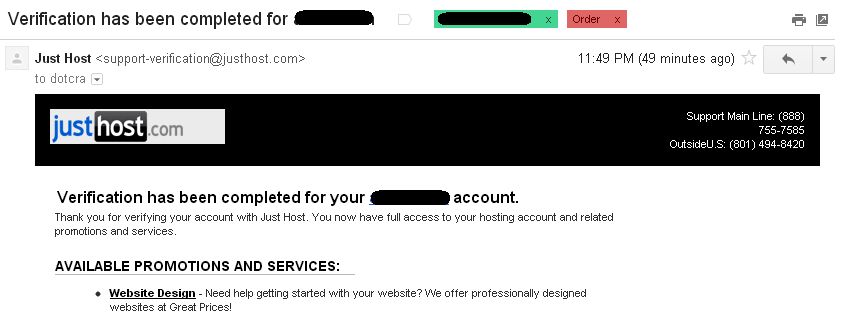 Verification has been completed for
x
Order x
Just Host <support-verification@justhost.com>
11:49 PM (49 minutes ago)
to dotcra
justhost.com
Support Main Line: (888)
755-7585
OutsideU.S: (801) 494-8420
Verification has been completed for your account.
Thank you for verifying your account with Just Host. You now have full access to your hosting account and related
promotions and services.
AVAILABLE PROMOTIONS AND SERVICES:
• Website Design - Need help getting started with your website? We offer professionally designed
websites at Great Prices!